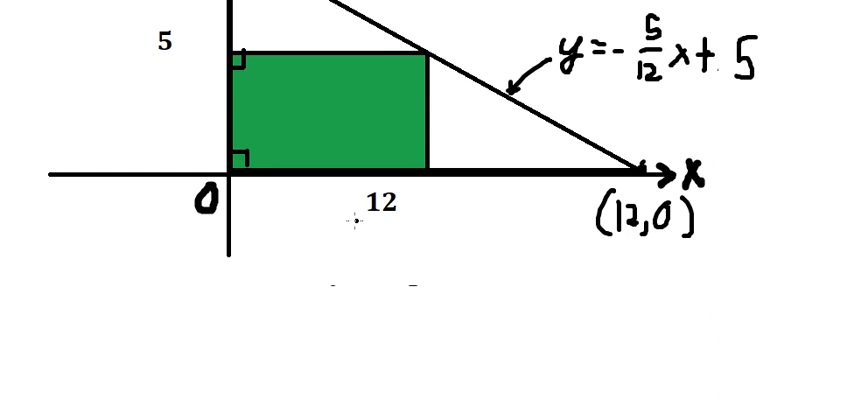 5
y = - 5/12 x + 5
0
12
x
(12,0)